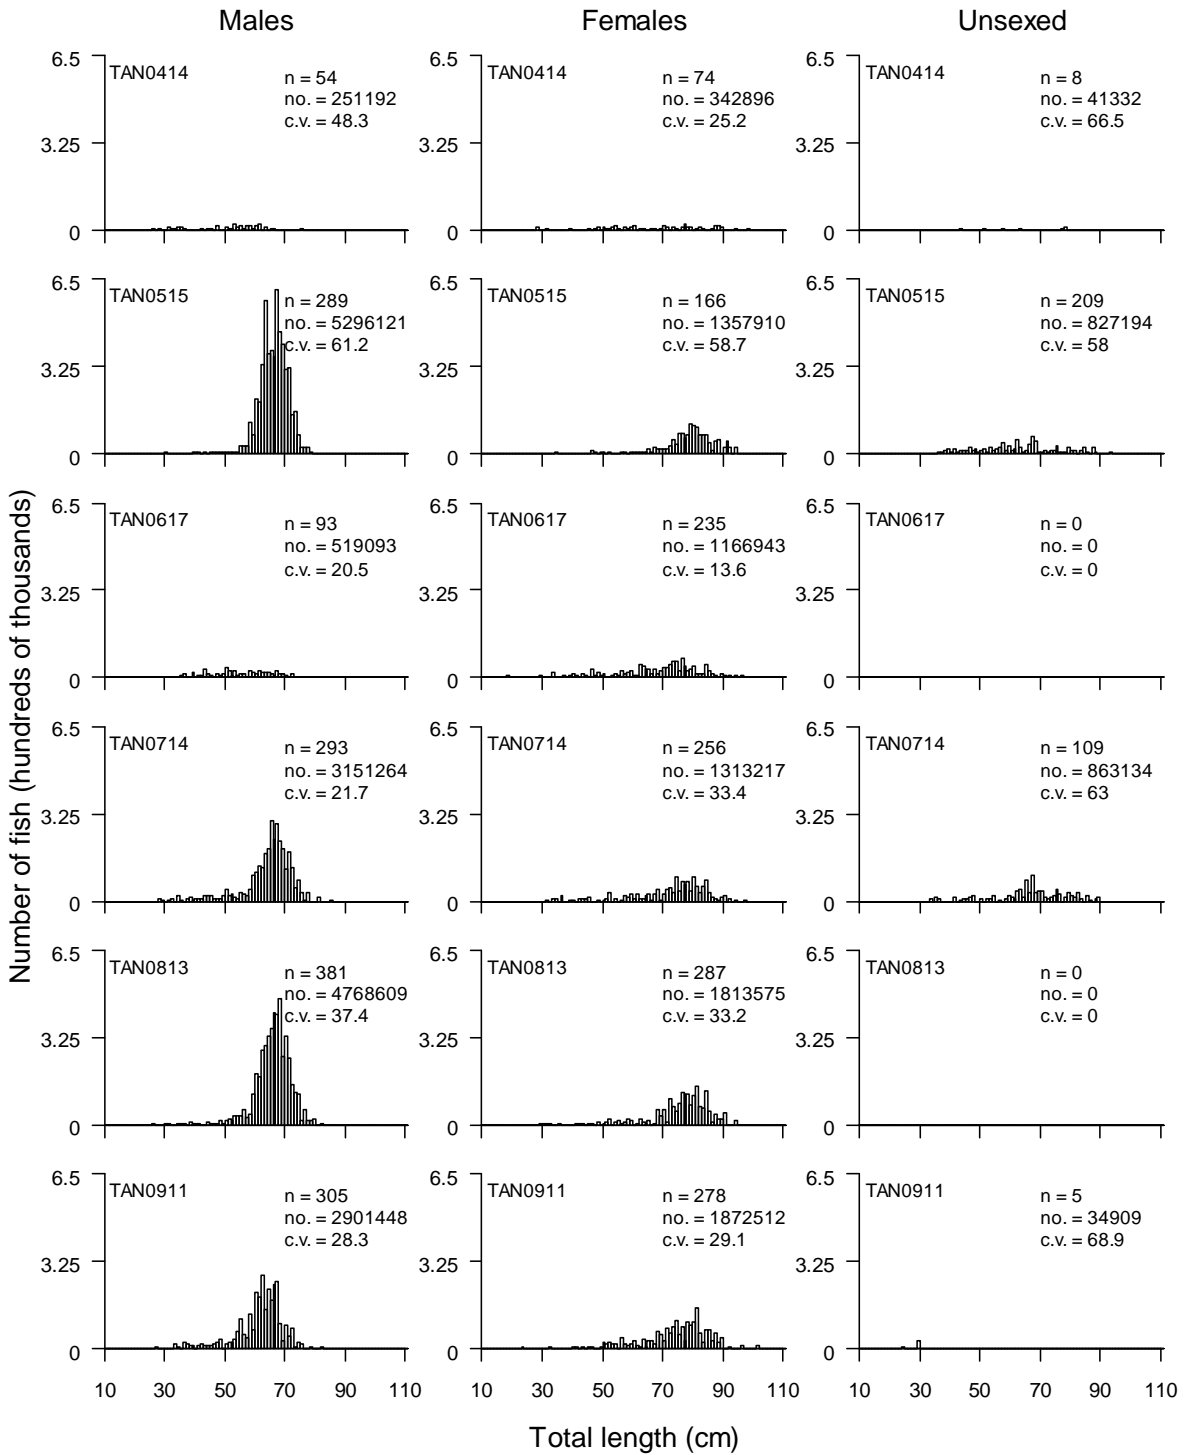 Males Females Unsexed
6.5 TAN0414 n = 54 6.5 TAN0414 n = 74 6.5 TAN0414 n = 8
no. = 251192 no. = 342896 no. = 41332
c.v. = 48.3 c.v. = 25.2 c.v. = 66.5
3.25 3.25 3.25
0 0 0
6.5 TAN0515 n = 289 6.5 TAN0515 n = 166 6.5 TAN0515 n = 209
no. = 5296121 no. = 1357910 no. = 827194
c.v. = 61.2 c.v. = 58.7 c.v. = 58
3.25 3.25 3.25
0 0 0
6.5 TAN0617 n = 93 6.5 TAN0617 n = 235 6.5 TAN0617 n = 0
no. = 519093 no. = 1166943 no. = 0
c.v. = 20.5 c.v. = 13.6 c.v. = 0
3.25 3.25 3.25
0 0 0
6.5 TAN0714 n = 293 6.5 TAN0714 n = 256 6.5 TAN0714 n = 109
no. = 3151264 no. = 1313217 no. = 863134
c.v. = 21.7 c.v. = 33.4 c.v. = 63
3.25 3.25 3.25
0 0 0
6.5 TAN0813 n = 381 6.5 TAN0813 n = 287 6.5 TAN0813 n = 0
no. = 4768609 no. = 1813575 no. = 0
c.v. = 37.4 c.v. = 33.2 c.v. = 0
3.25 3.25 3.25
0 0 0
6.5 TAN0911 n = 305 6.5 TAN0911 n = 278 6.5 TAN0911 n = 5
no. = 2901448 no. = 1872512 no. = 34909
c.v. = 28.3 c.v. = 29.1 c.v. = 68.9
3.25 3.25 3.25
0 0 0
10 30 50 70 90 110 10 30 50 70 90 110 10 30 50 70 90 110
Number of fish (hundreds of thousands)
Total length (cm)